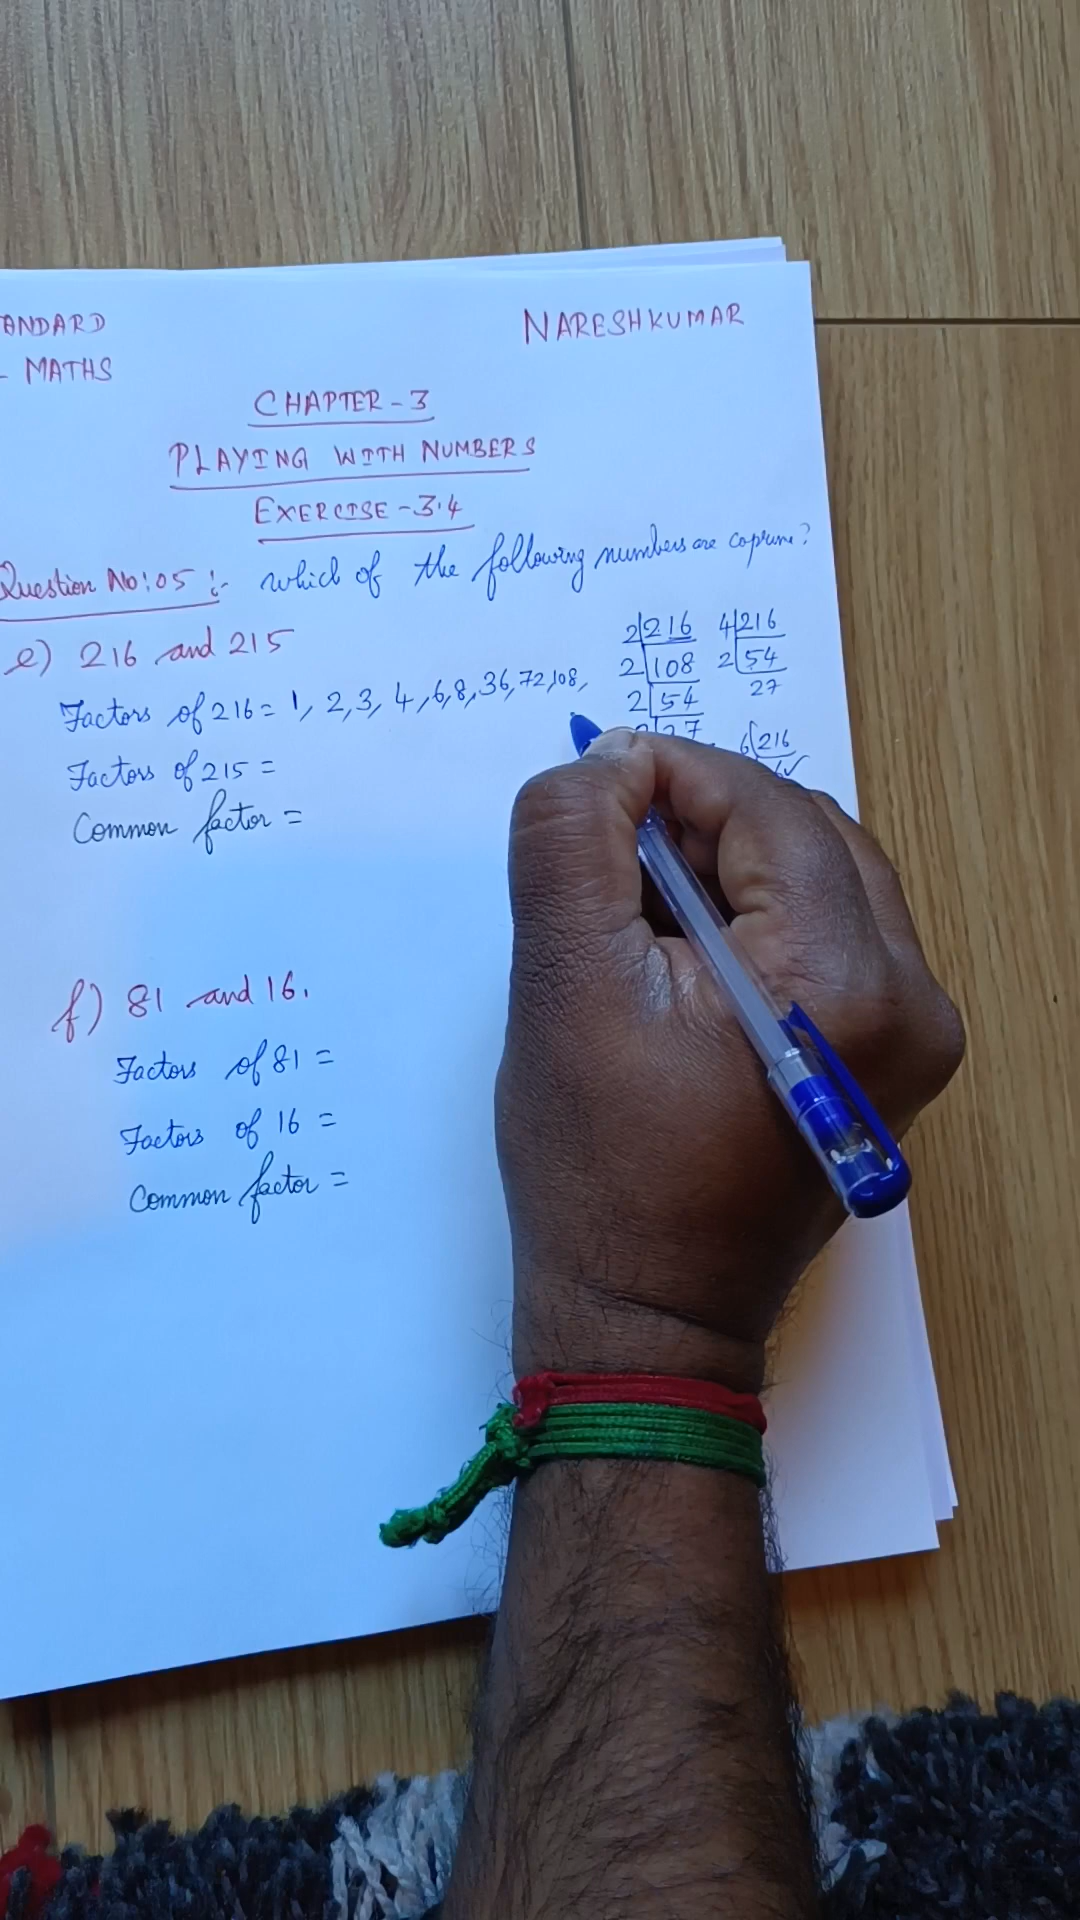 ANDARD
NARESHKUMAR
- MATHS
CHAPTER - 3
PLAYING WITH NUMBERS
EXERCISE - 3.4
Question No: 05 :- which of the following numbers are coprime?
e) 216 and 215
Factors of 216 = 1, 2, 3, 4, 6, 8, 36, 72, 108,
Factors of 215 =
Common factor =
2 216
2 108
2 54
27
4 216
2 54
27
6 216
6✓
f) 81 and 16.
Factors of 81 =
Factors of 16 =
Common factor =